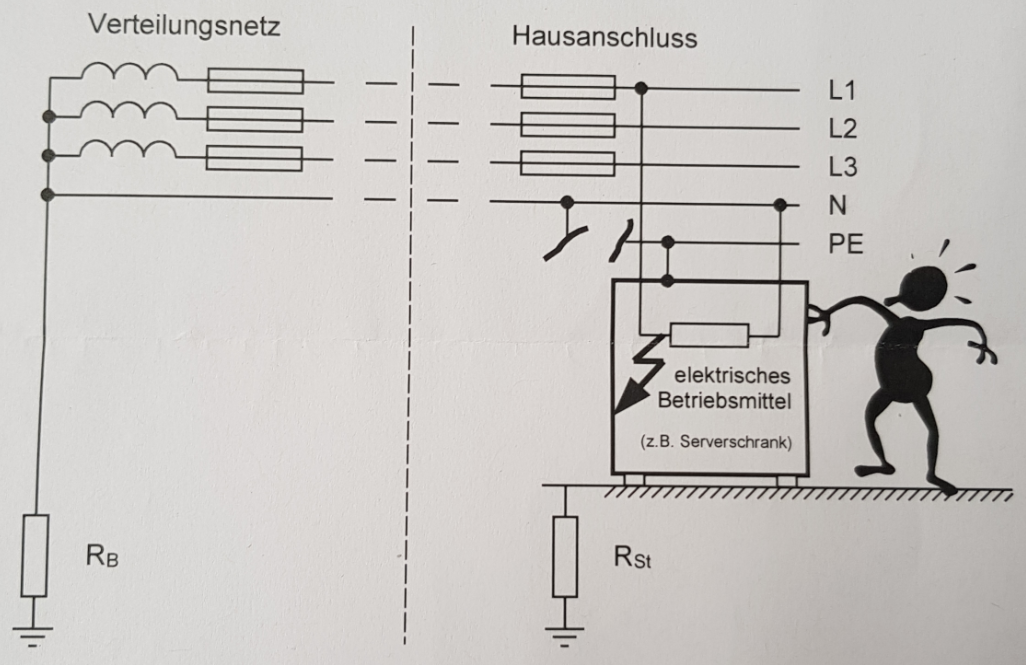 Verteilungsnetz
Hausanschluss
L1
L2
L3
N
PE
elektrisches
Betriebsmittel
(z.B. Serverschrank)
RB
RSt